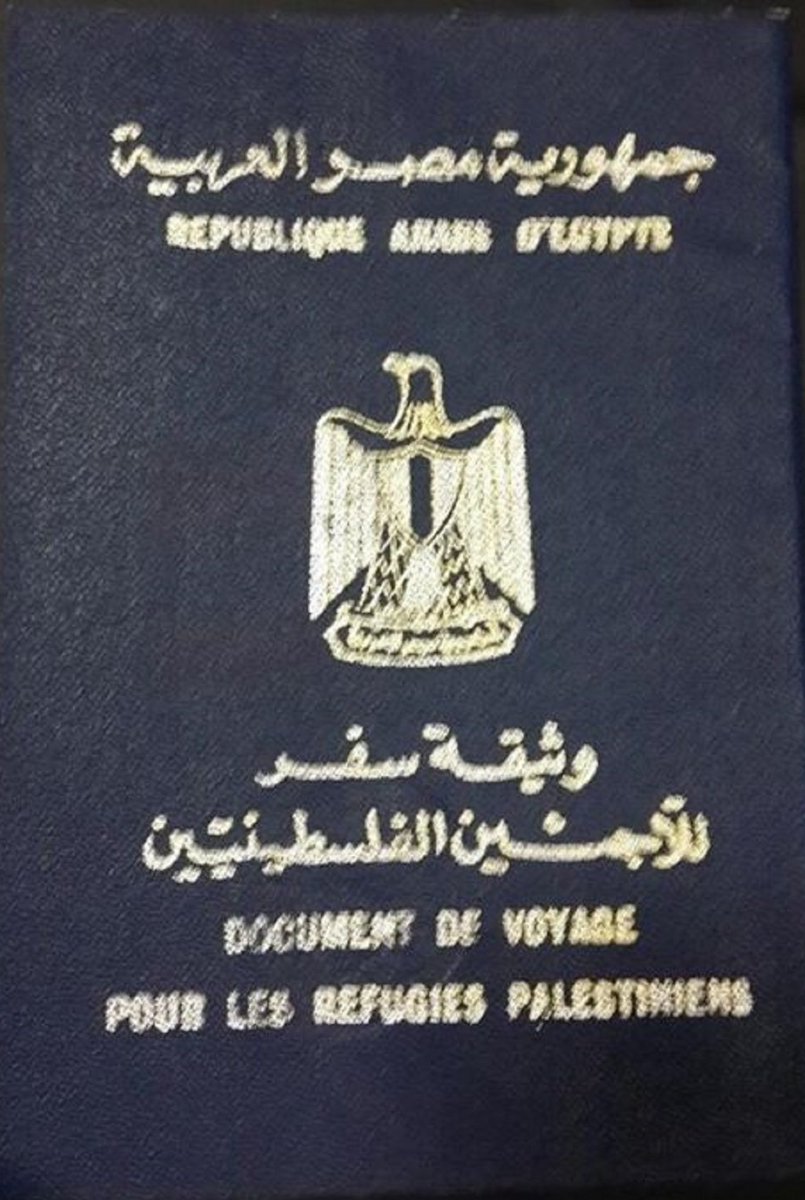 جمهورية مصر العربية
REPUBLIQUE ARABE D'EGYPTE
وثيقة سفر
للاجئين الفلسطينيين
DOCUMENT DE VOYAGE
POUR LES REFUGIES PALESTINIENS